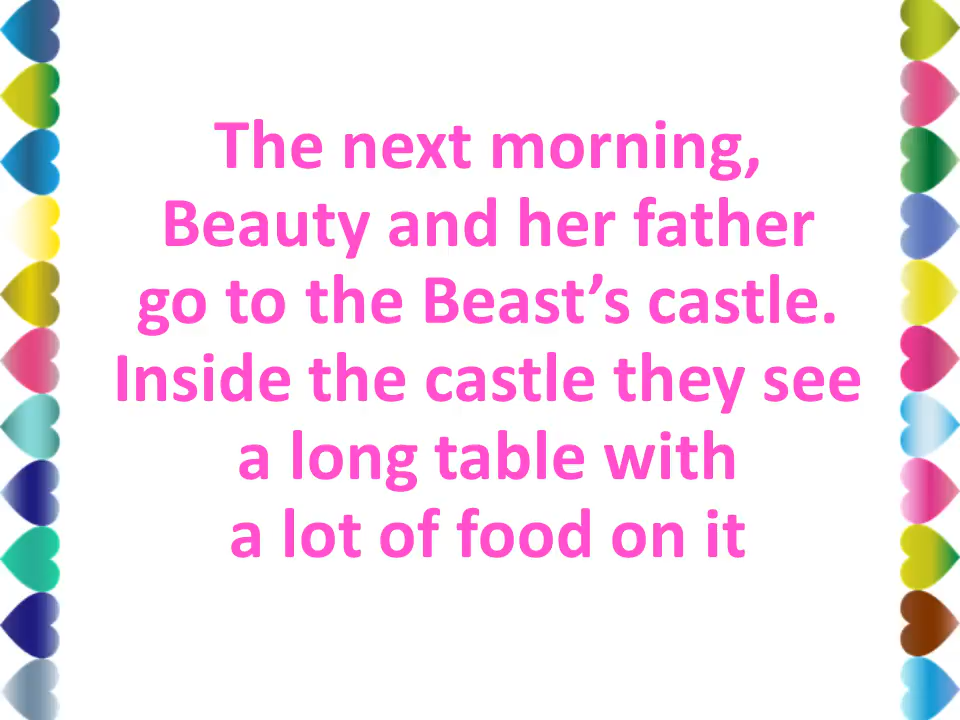 The next morning,
Beauty and her father
go to the Beast’s castle.
Inside the castle they see
a long table with
a lot of food on it